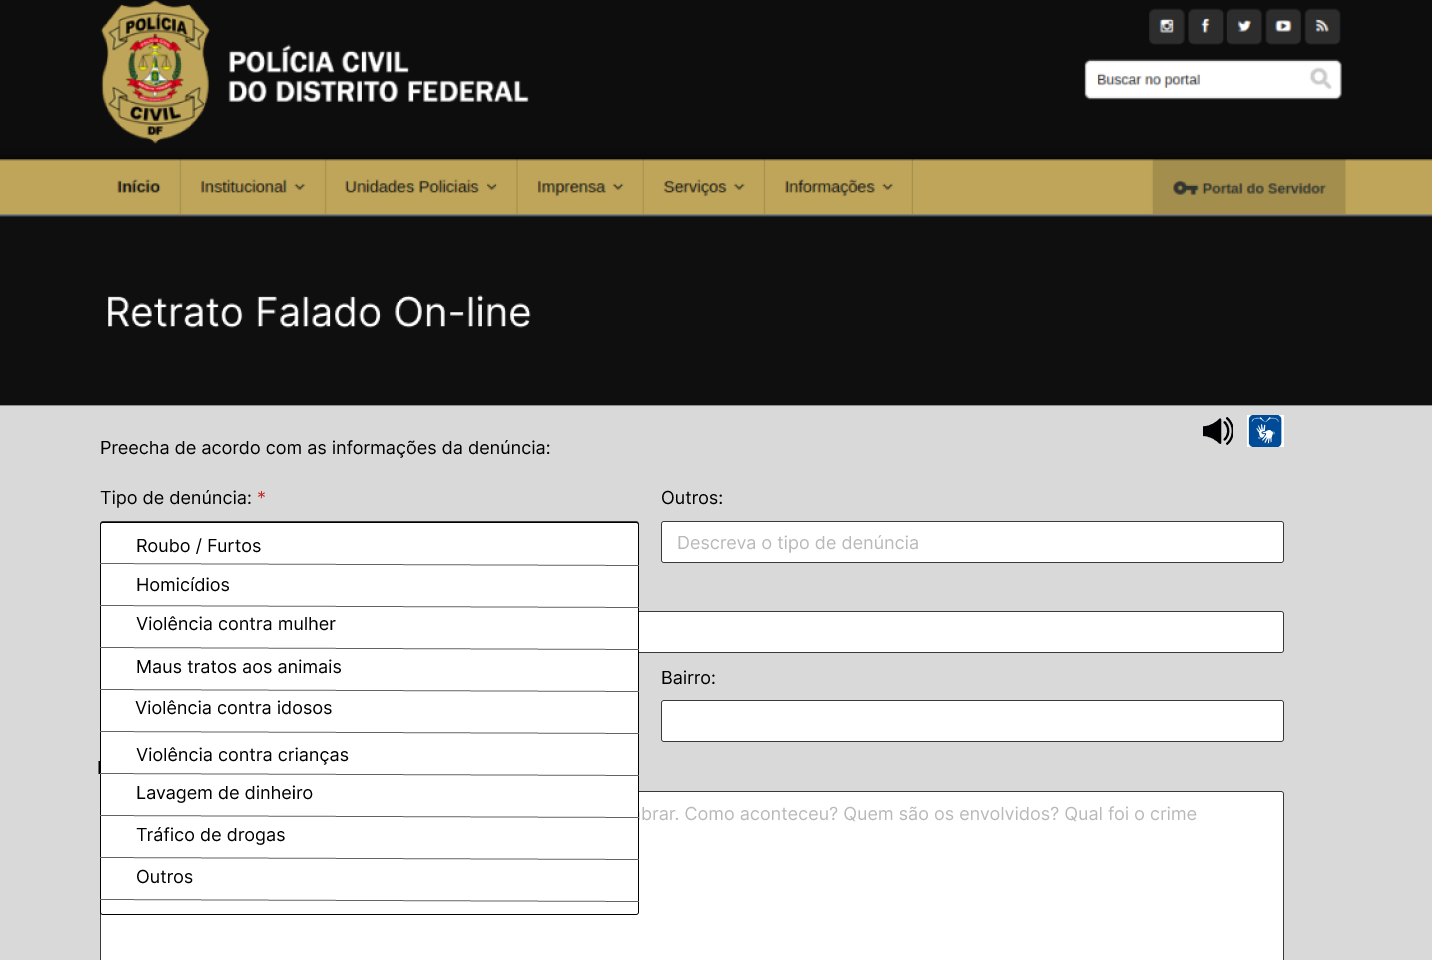 POLÍCIA
CIVIL
DF
POLÍCIA CIVIL
DO DISTRITO FEDERAL
Buscar no portal
Início
Institucional
Unidades Policiais
Imprensa
Serviços
Informações
Portal do Servidor
Retrato Falado On-line
Preecha de acordo com as informações da denúncia:
Tipo de denúncia: *
Outros:
Roubo / Furtos
Descreva o tipo de denúncia
Homicídios
Violência contra mulher
Maus tratos aos animais
Bairro:
Violência contra idosos
Violência contra crianças
Lavagem de dinheiro
brar. Como aconteceu? Quem são os envolvidos? Qual foi o crime
Tráfico de drogas
Outros